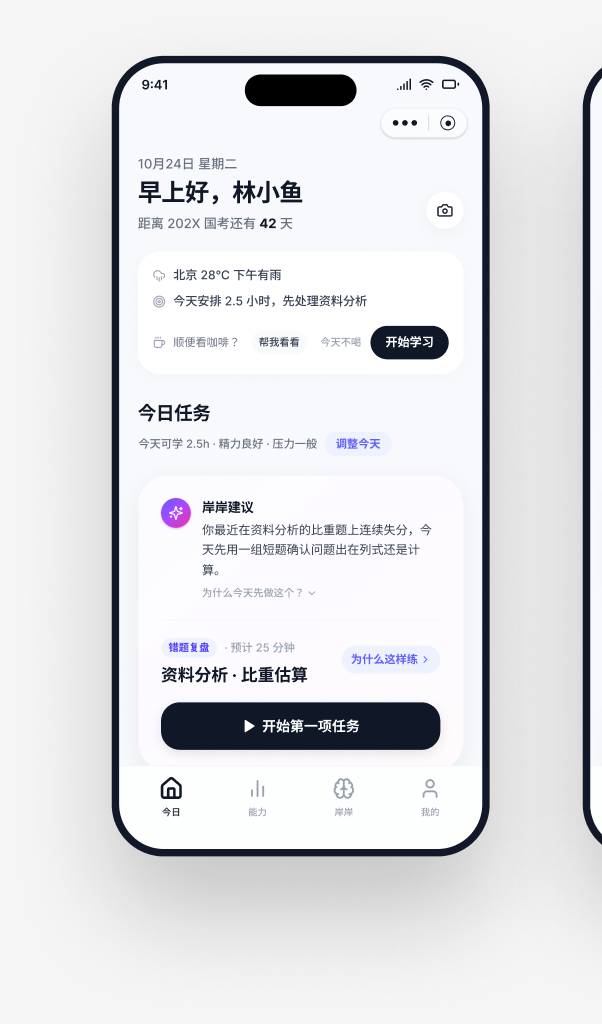 9:41
10月24日 星期二
早上好，林小鱼
距离 202X 国考还有 42 天
北京 28°C 下午有雨
今天安排 2.5 小时，先处理资料分析
顺便看咖啡？ 帮我看看 今天不喝 开始学习
今日任务
今天可学 2.5h · 精力良好 · 压力一般 调整今天
岸岸建议
你最近在资料分析的比重题上连续失分，今
天先用一组短题确认问题出在列式还是计
算。
为什么今天先做这个？
错题复盘 · 预计 25 分钟
为什么这样练
资料分析 · 比重估算
开始第一项任务
今日 能力 岸岸 我的